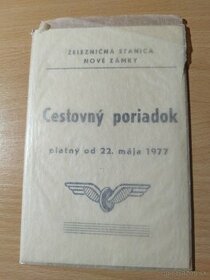 ŽELEZNIČNÁ STANICA
NOVÉ ZÁMKY
Cestovný poriadok
platný od 22. mája 1977